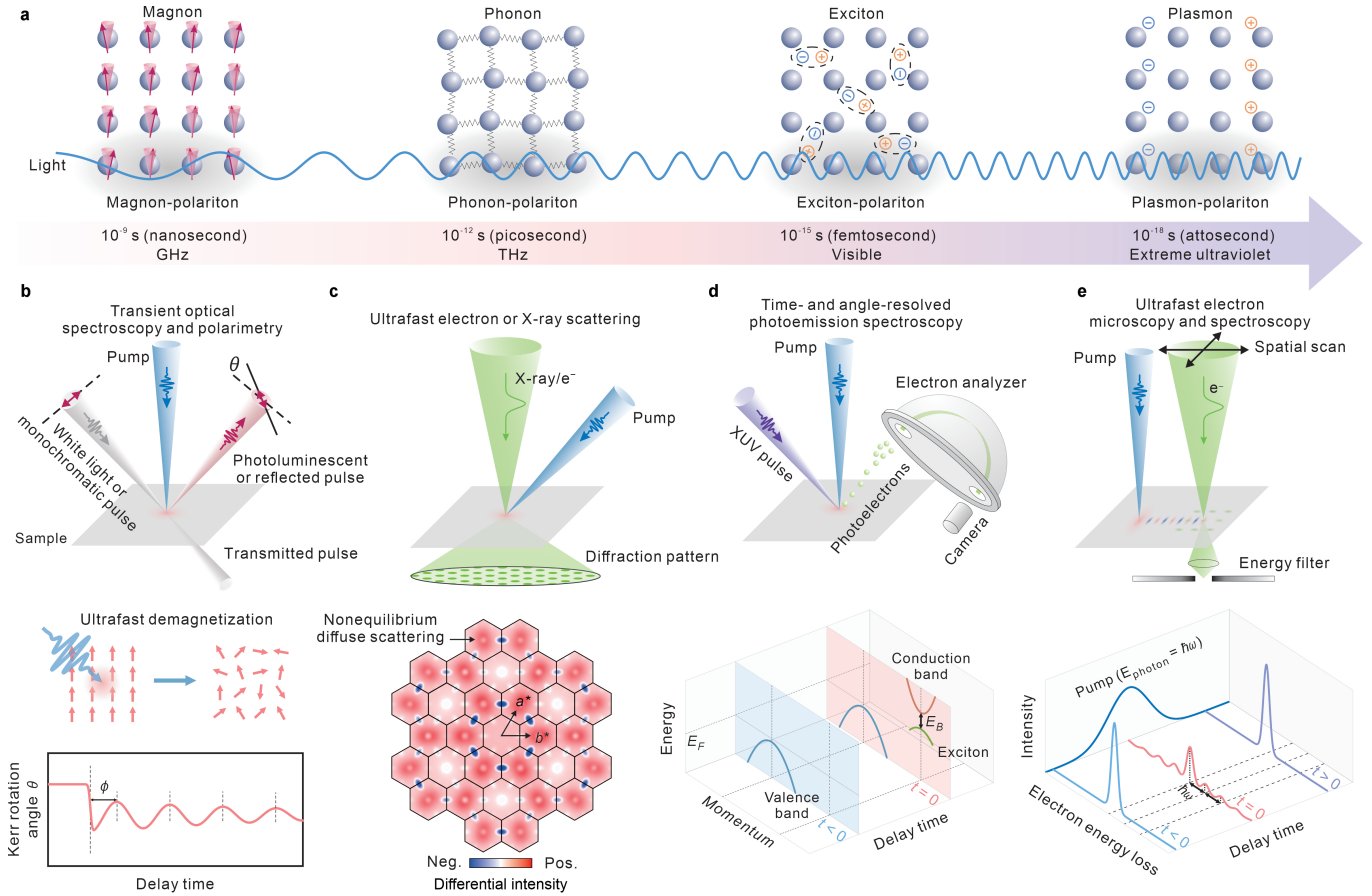 a
Magnon
Phonon
Exciton
Plasmon
Light
Magnon-polariton
Phonon-polariton
Exciton-polariton
Plasmon-polariton
10⁻⁹ s (nanosecond)
GHz
10⁻¹² s (picosecond)
THz
10⁻¹⁵ s (femtosecond)
Visible
10⁻¹⁸ s (attosecond)
Extreme ultraviolet
b
Transient optical
spectroscopy and polarimetry
Pump
θ
White light or
monochromatic pulse
Photoluminescent
or reflected pulse
Sample
Transmitted pulse
Ultrafast demagnetization
Kerr rotation
angle θ
ϕ
Delay time
c
Ultrafast electron or X-ray scattering
X-ray/e⁻
Pump
Diffraction pattern
Nonequilibrium
diffuse scattering
a*
b*
Neg.
Pos.
Differential intensity
d
Time- and angle-resolved
photoemission spectroscopy
Pump
Electron analyzer
XUV pulse
Photoelectrons
Camera
Energy
E_F
Conduction
band
E_B
Exciton
Valence
band
t < 0
t = 0
Momentum
Delay time
e
Ultrafast electron
microscopy and spectroscopy
Pump
Spatial scan
e⁻
Energy filter
Pump (E_photon = ℏω)
Intensity
ℏω
t < 0
t = 0
t > 0
Electron energy loss
Delay time